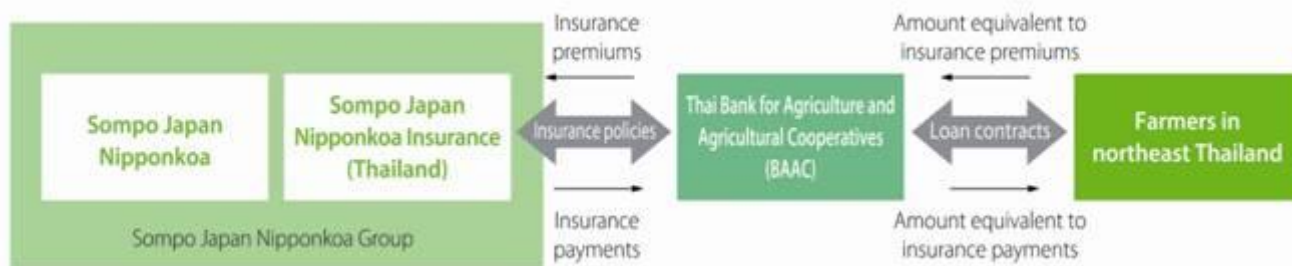 Sompo Japan
Nipponkoa
Sompo Japan
Nipponkoa Insurance
(Thailand)
Sompo Japan Nipponkoa Group
Insurance
premiums
Insurance policies
Insurance
payments
Thai Bank for Agriculture and
Agricultural Cooperatives
(BAAC)
Amount equivalent to
insurance premiums
Loan contracts
Amount equivalent to
insurance payments
Farmers in
northeast Thailand